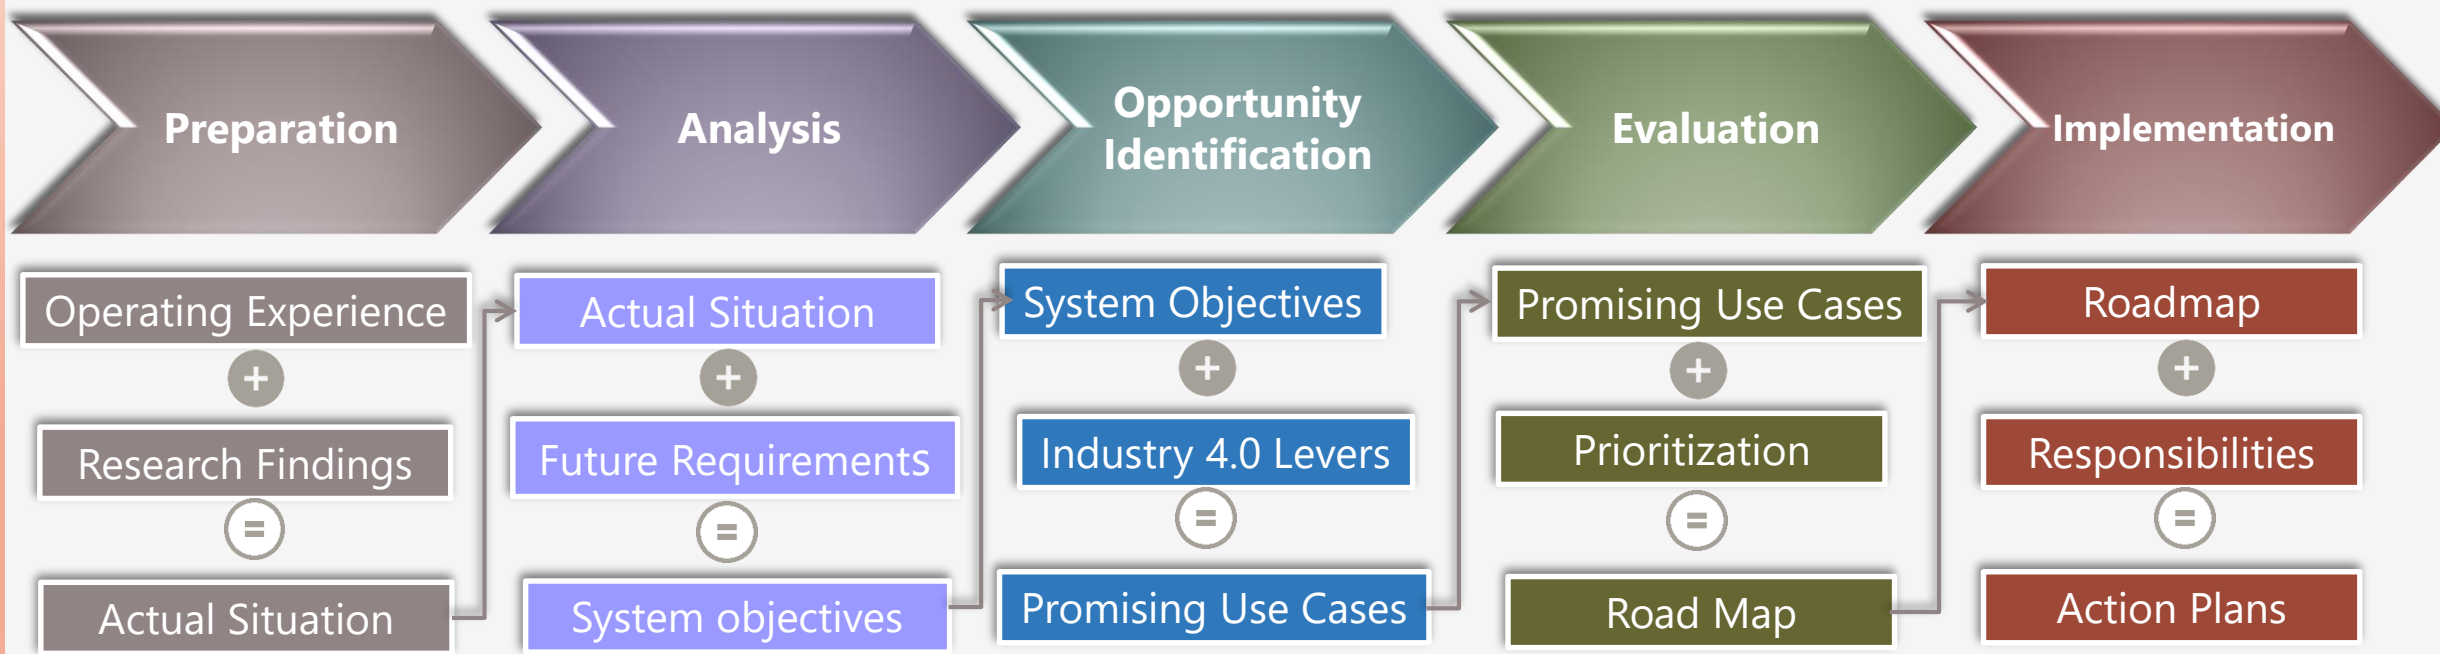 Preparation
Analysis
Opportunity
Identification
Evaluation
Implementation
Operating Experience
+
Research Findings
=
Actual Situation
Actual Situation
+
Future Requirements
=
System objectives
System Objectives
+
Industry 4.0 Levers
=
Promising Use Cases
Promising Use Cases
+
Prioritization
=
Road Map
Roadmap
+
Responsibilities
=
Action Plans